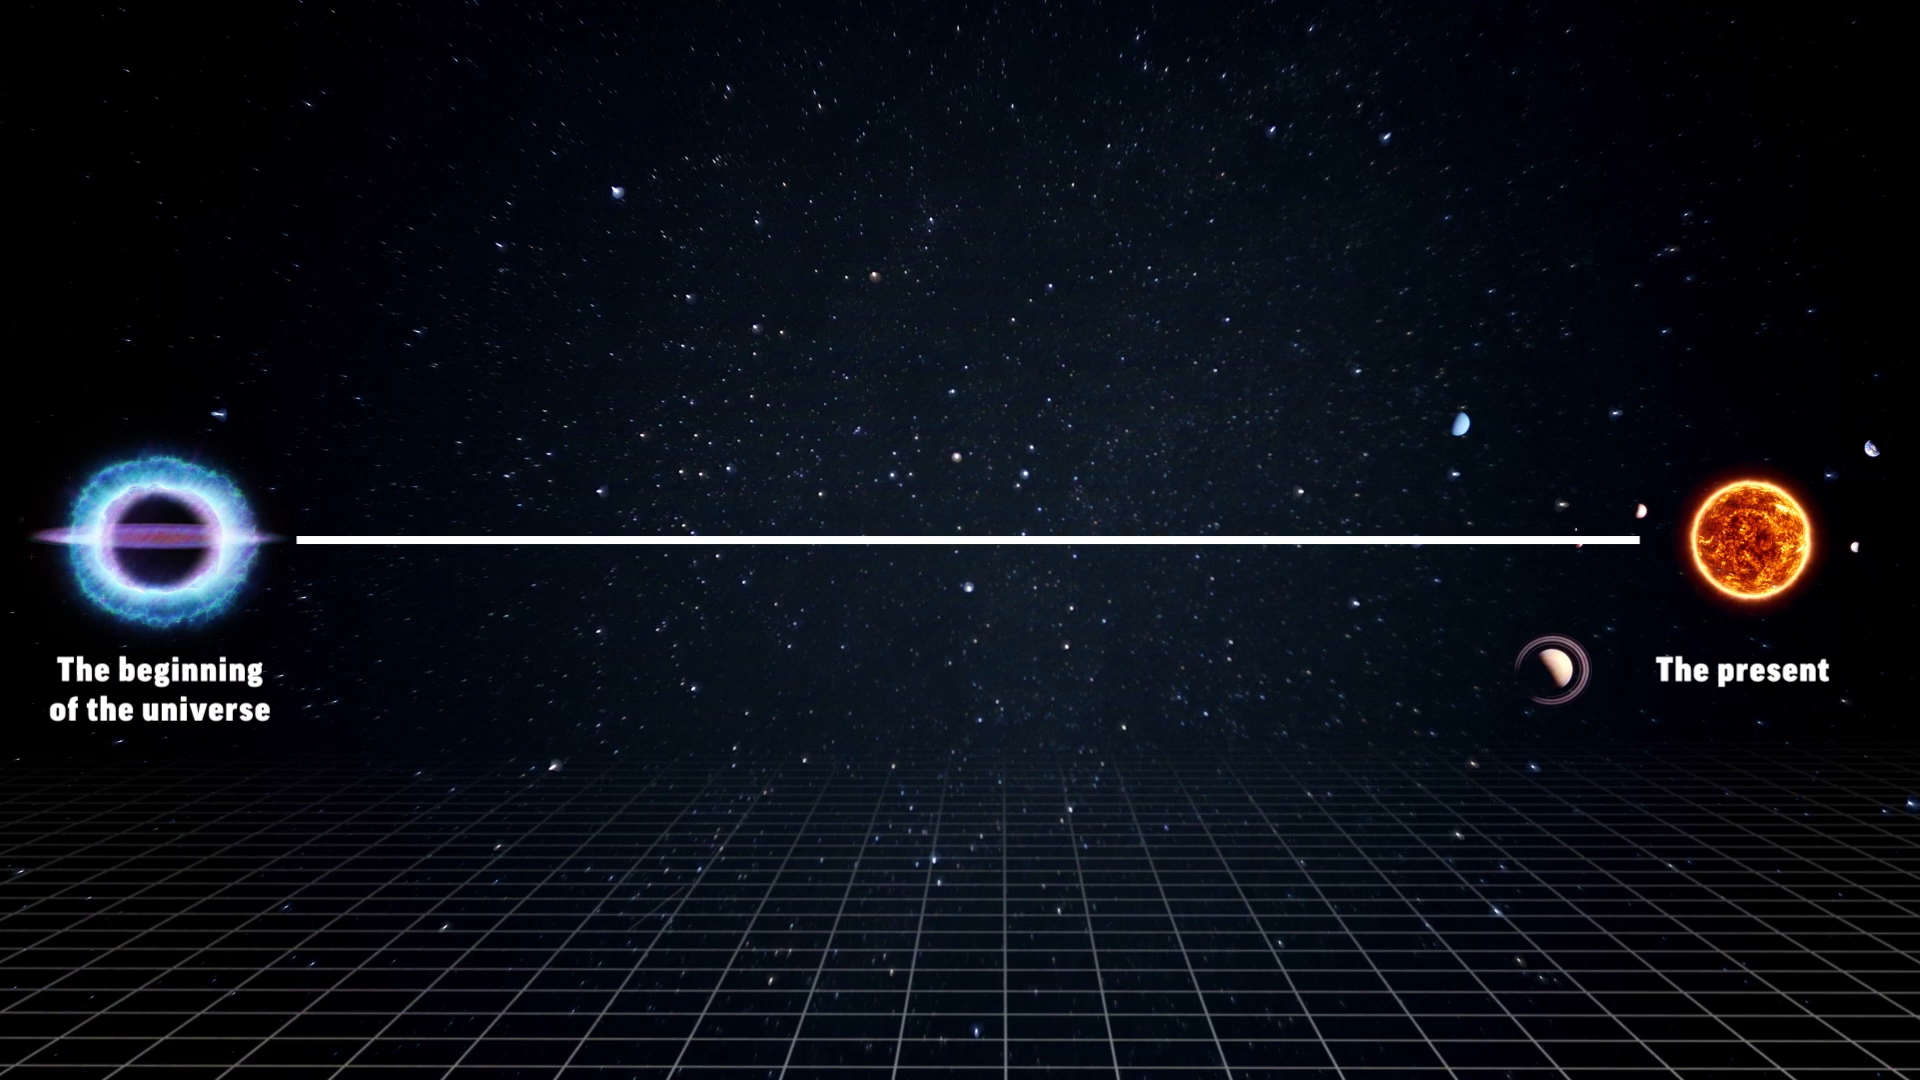 The beginning
of the universe
The present